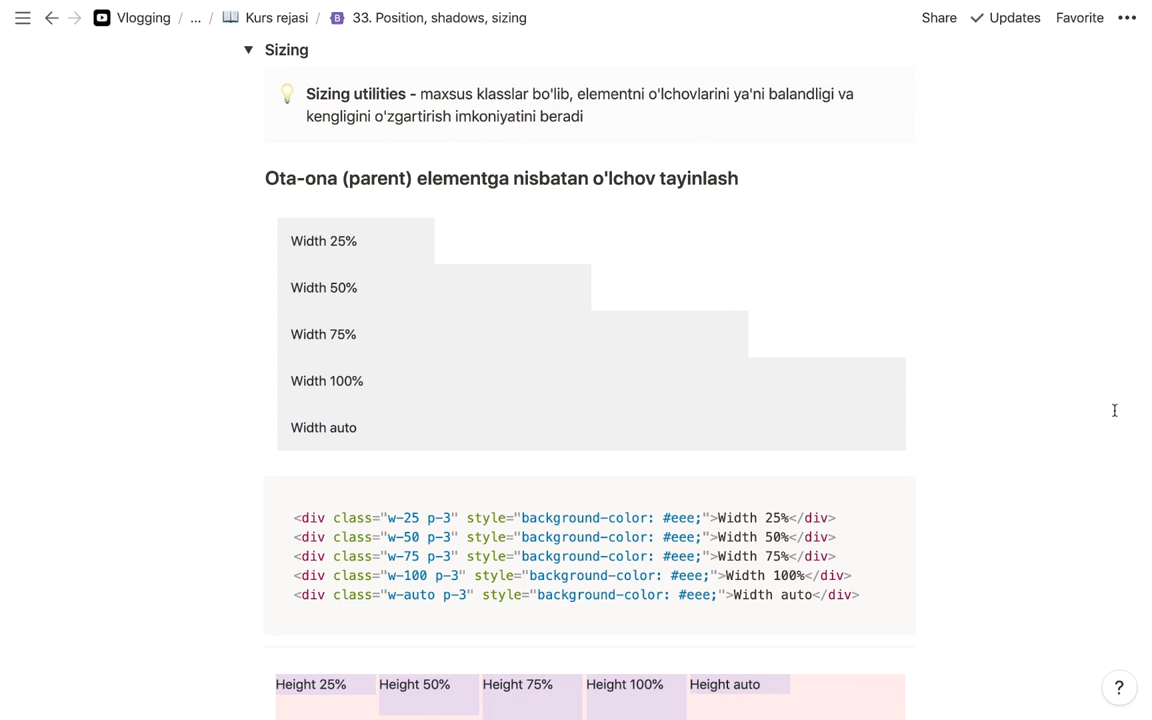 Vlogging / ... / Kurs rejasi / B 33. Position, shadows, sizing
Share Updates Favorite
Sizing
Sizing utilities - maxsus klasslar bo'lib, elementni o'lchovlarini ya'ni balandligi va
kengligini o'zgartirish imkoniyatini beradi
Ota-ona (parent) elementga nisbatan o'lchov tayinlash
Width 25%
Width 50%
Width 75%
Width 100%
Width auto
<div class="w-25 p-3" style="background-color: #eee;">Width 25%</div>
<div class="w-50 p-3" style="background-color: #eee;">Width 50%</div>
<div class="w-75 p-3" style="background-color: #eee;">Width 75%</div>
<div class="w-100 p-3" style="background-color: #eee;">Width 100%</div>
<div class="w-auto p-3" style="background-color: #eee;">Width auto</div>
Height 25% Height 50% Height 75% Height 100% Height auto
?